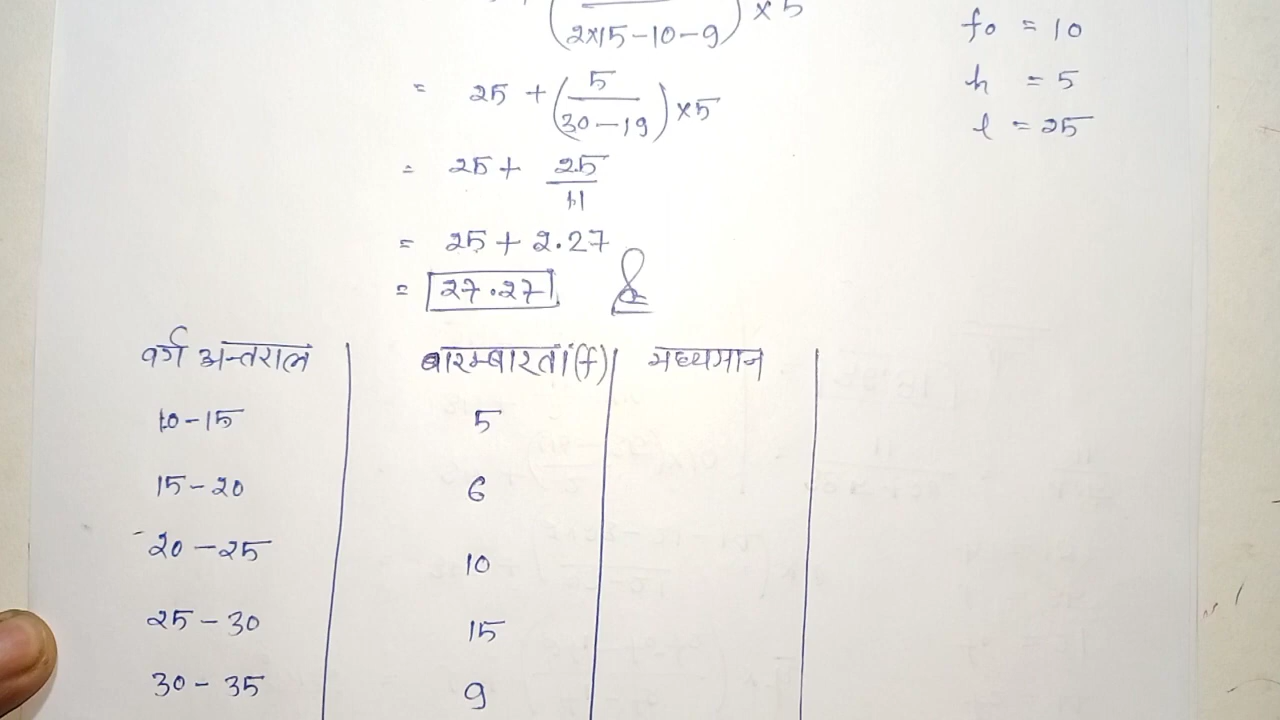 (2×15-10-9) ×5
f₀ = 10
= 25 + (5/(30-19)) ×5
h = 5
l = 25
= 25 + 25/11
= 25 + 2.27
= 27.27
वर्ग अन्तराल बारम्बारतां(f) मध्यमान
10-15 5
15-20 6
20-25 10
25-30 15
30-35 9